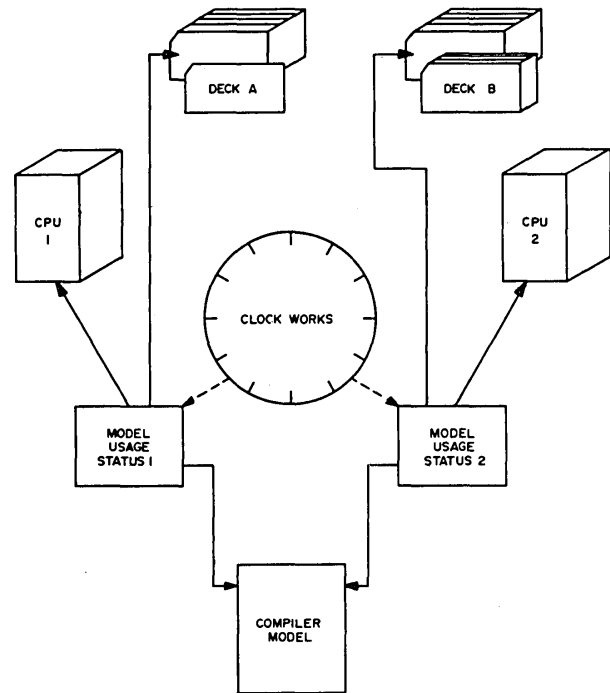 DECK A
DECK B
CPU
1
CPU
2
CLOCK WORKS
MODEL
USAGE
STATUS 1
MODEL
USAGE
STATUS 2
COMPILER
MODEL